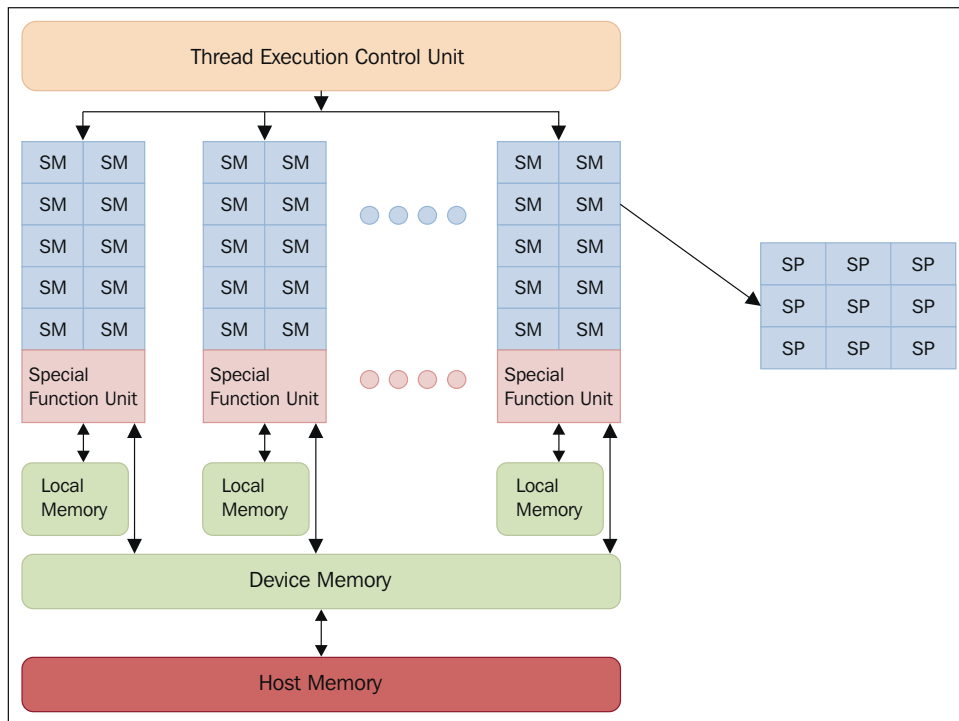 Thread Execution Control Unit
SM SM SM SM SM SM
SM SM SM SM SM SM
SM SM SM SM SM SM
SM SM SM SM SM SM
SM SM SM SM SM SM
SP SP SP
SP SP SP
SP SP SP
Special
Function Unit
Special
Function Unit
Special
Function Unit
Local
Memory
Local
Memory
Local
Memory
Device Memory
Host Memory